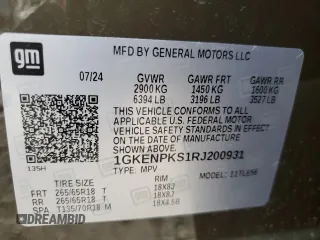 gm
MFD BY GENERAL MOTORS LLC
07/24 GVWR GAWR FRT GAWR RR
2900 KG 1450 KG 1600 KG
6394 LB 3196 LB 3527 LB
THIS VEHICLE CONFORMS TO ALL APPLICABLE
U.S. FEDERAL MOTOR VEHICLE SAFETY
STANDARDS IN EFFECT ON THE DATE OF
MANUFACTURE SHOWN ABOVE.
1GKENPKS1RJ200931
135H TYPE: MPV
TIRE SIZE RIM
FRT 265/65R18 T 18X8J
RR 265/65R18 T 18X8J
SPA T135/70R18 M 18X4.5B
DREAMBID